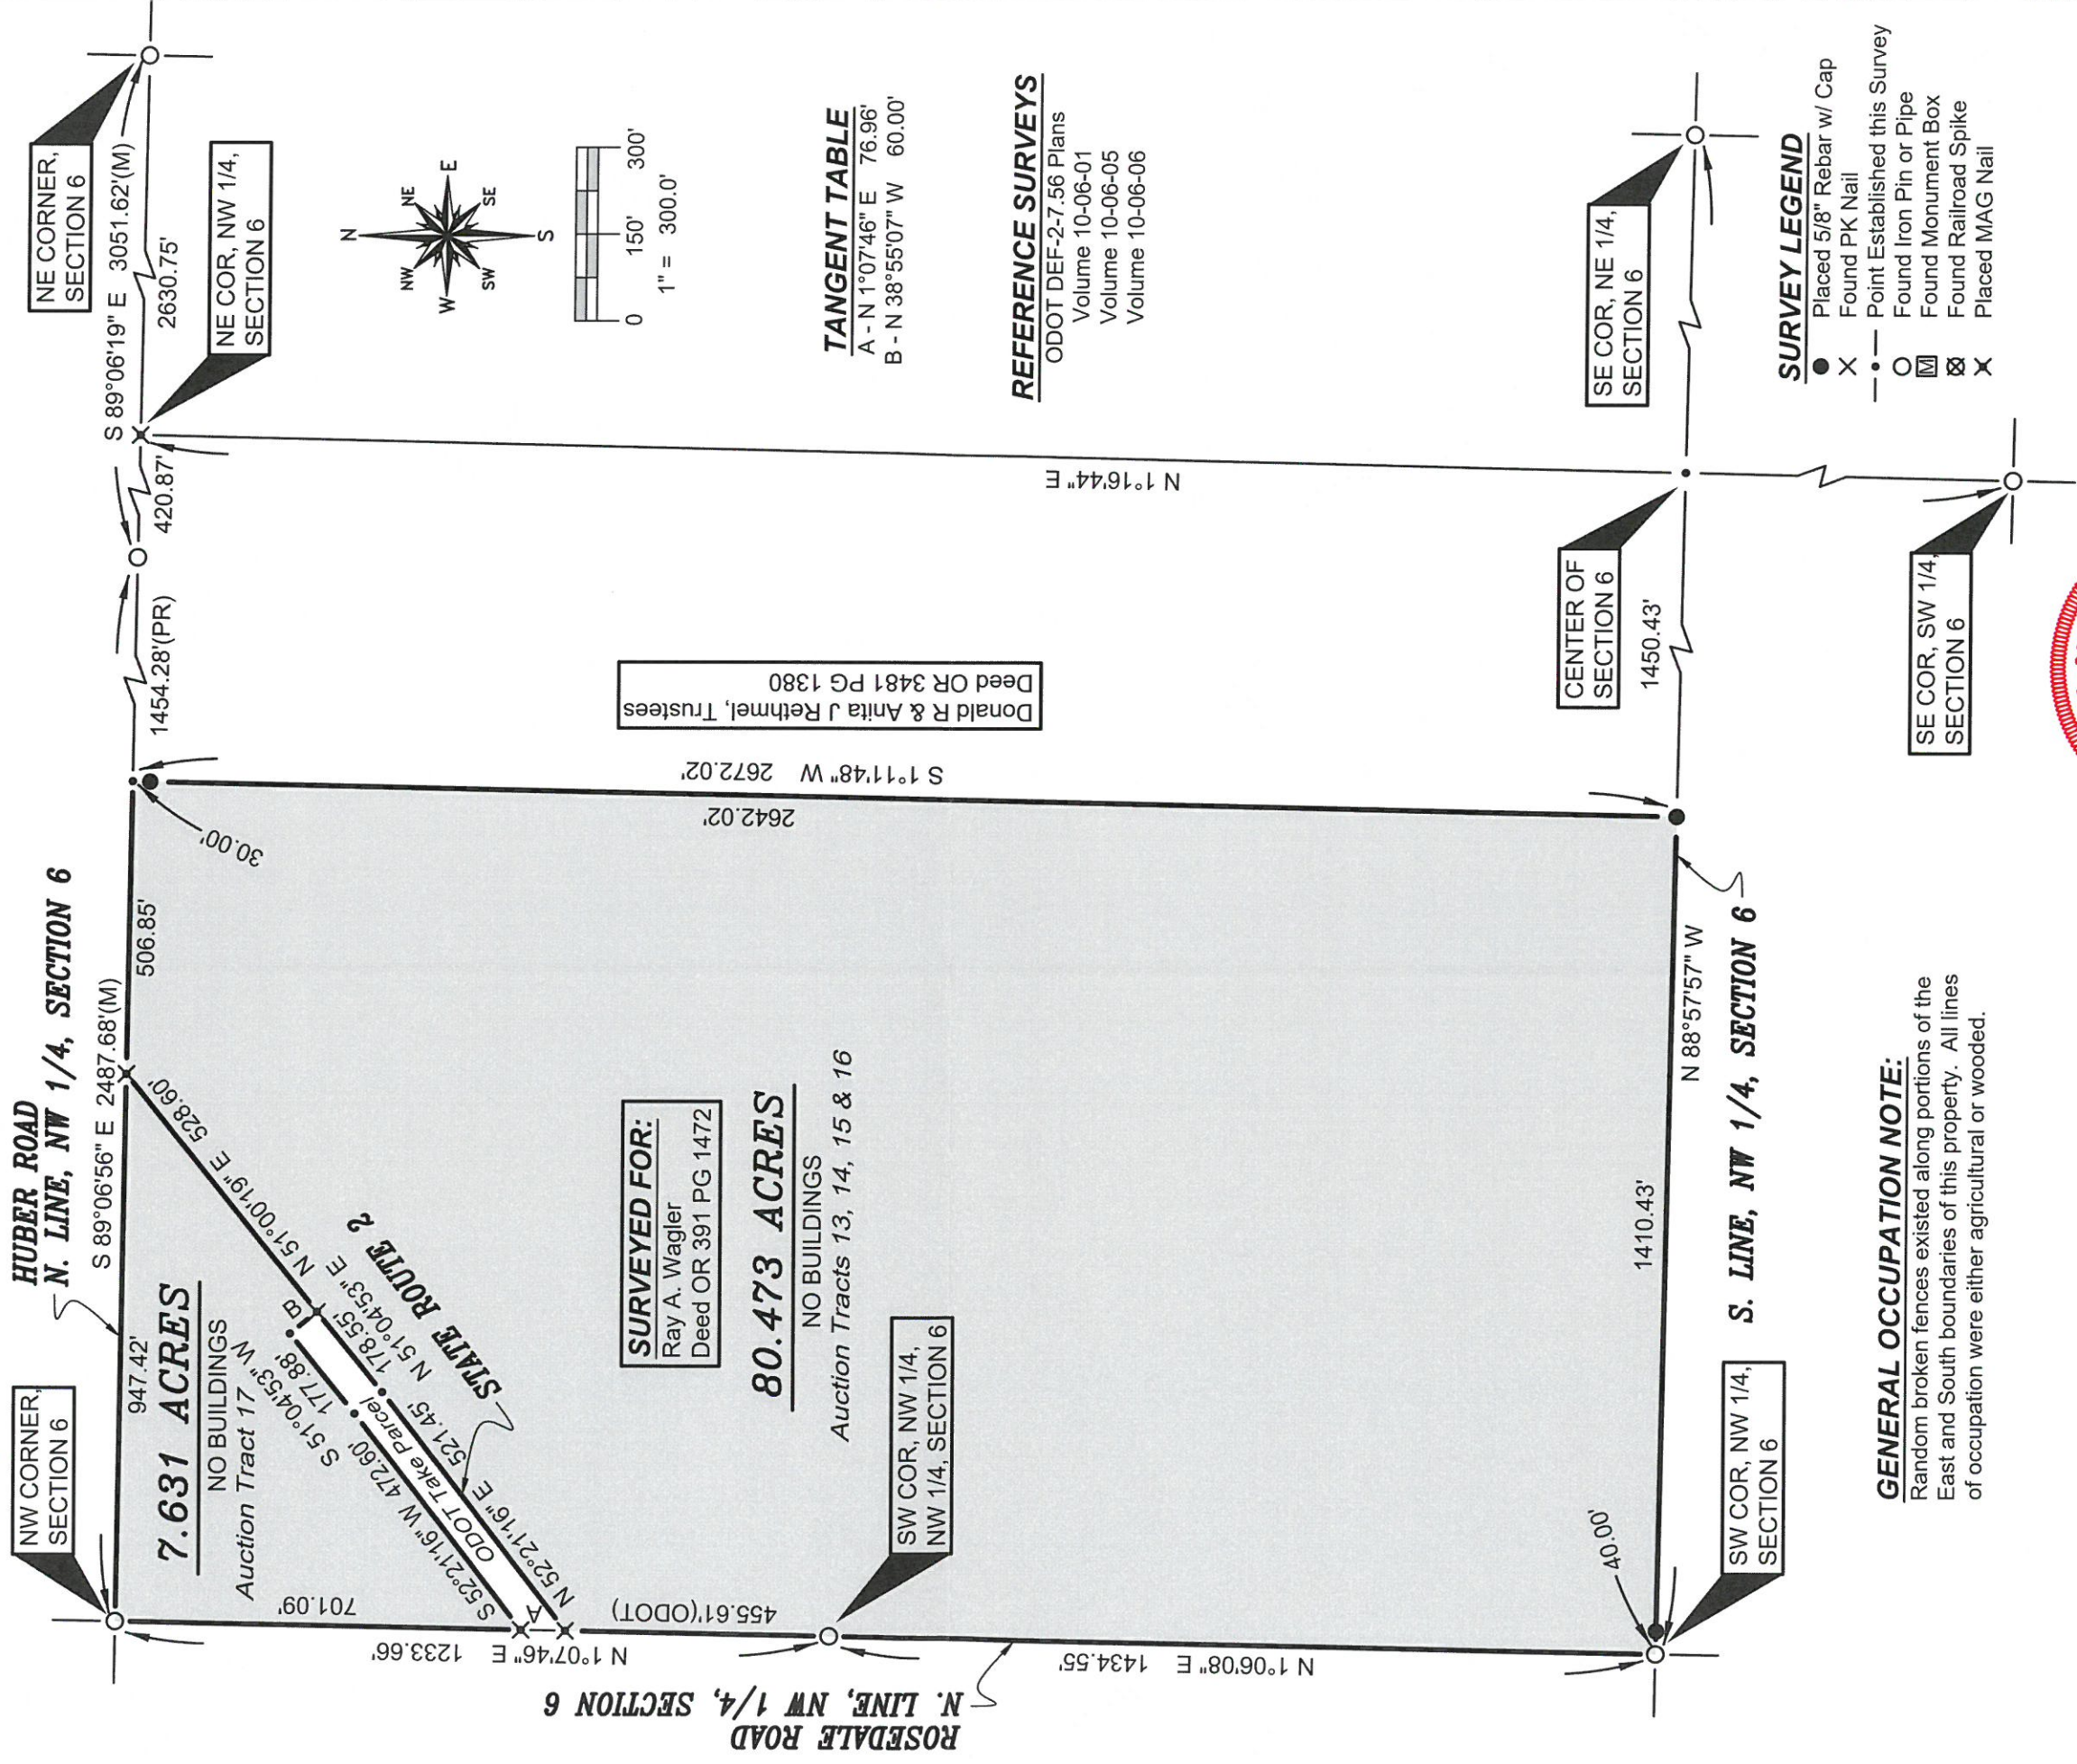 HUBER ROAD
N. LINE, NW 1/4, SECTION 6
NW CORNER,
SECTION 6
S 89°06'56" E 2487.68'(M)
947.42'
506.85'
1454.28'(PR)
420.87'
S 89°06'19" E 3051.62'(M)
2630.75'
NE CORNER,
SECTION 6
NE COR, NW 1/4,
SECTION 6
7.631 ACRES
NO BUILDINGS
Auction Tract 17
701.09'
N 51°00'19" E 528.60'
B
S 51°04'53" W
177.88'
178.55'
N 51°04'53" E
S 52°21'16" W 472.60'
ODOT Take Parcel
521.45'
N 52°21'16" E
STATE ROUTE 2
A
30.00'
N
NE
E
SE
S
SW
W
NW
0
150'
300'
1" = 300.0'
TANGENT TABLE
A - N 1°07'46" E 76.96'
B - N 38°55'07" W 60.00'
REFERENCE SURVEYS
ODOT DEF-2-7.56 Plans
Volume 10-06-01
Volume 10-06-05
Volume 10-06-06
Donald R & Anita J Rethmel, Trustees
Deed OR 3481 PG 1380
S 1°11'48" W 2672.02'
2642.02'
N 1°16'44" E
SURVEYED FOR:
Ray A. Wagler
Deed OR 391 PG 1472
80.473 ACRES
NO BUILDINGS
Auction Tracts 13, 14, 15 & 16
N 1°07'46" E 1233.66'
455.61'(ODOT)
SW COR, NW 1/4,
NW 1/4, SECTION 6
ROSEDALE ROAD
N. LINE, NW 1/4, SECTION 6
N 1°06'08" E 1434.55'
40.00'
1410.43'
N 88°57'57" W
S. LINE, NW 1/4, SECTION 6
SW COR, NW 1/4,
SECTION 6
CENTER OF
SECTION 6
1450.43'
SE COR, NE 1/4,
SECTION 6
SE COR, SW 1/4,
SECTION 6
SURVEY LEGEND
Placed 5/8" Rebar w/ Cap
Found PK Nail
Point Established this Survey
Found Iron Pin or Pipe
M Found Monument Box
Found Railroad Spike
Placed MAG Nail
GENERAL OCCUPATION NOTE:
Random broken fences existed along portions of the
East and South boundaries of this property. All lines
of occupation were either agricultural or wooded.